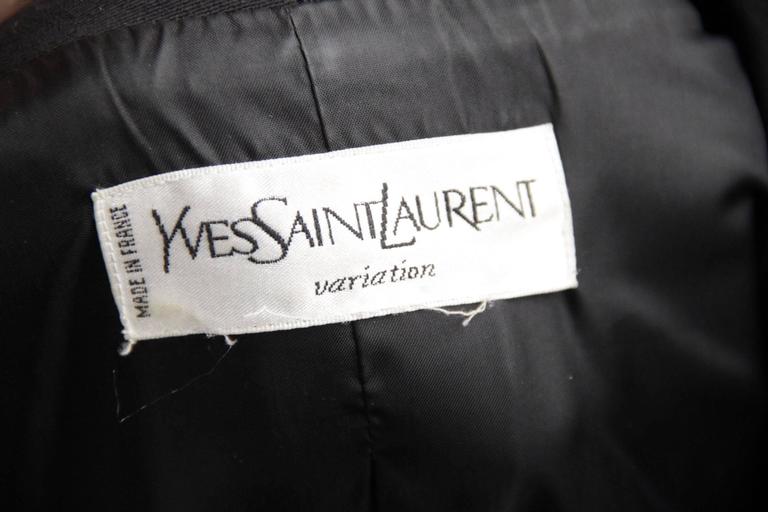 MADE IN FRANCE
YVESSAINTLAURENT
variation